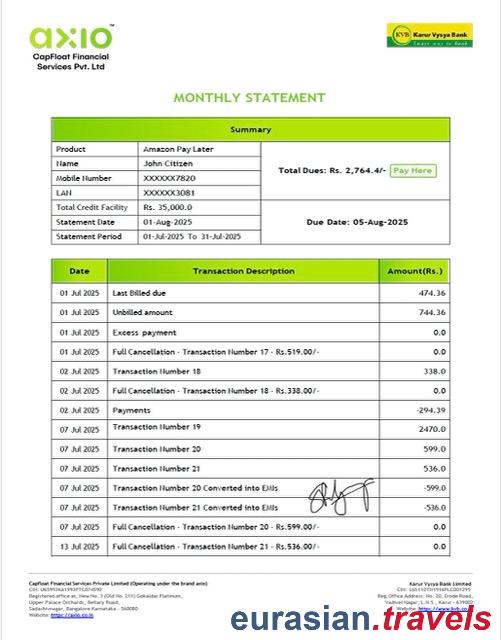 axio™
CapFloat Financial
Services Pvt. Ltd
KVB Karur Vysya Bank
Smart way to Bank
MONTHLY STATEMENT
Summary
Product Amazon Pay Later
Name John Citizen
Mobile Number XXXXXX7820
LAN XXXXXX3081
Total Credit Facility Rs. 35,000.0
Statement Date 01-Aug-2025
Statement Period 01-Jul-2025 To 31-Jul-2025
Total Dues: Rs. 2,764.4/- Pay Here
Due Date: 05-Aug-2025
Date Transaction Description Amount(Rs.)
01 Jul 2025 Last Billed due 474.36
01 Jul 2025 Unbilled amount 744.36
01 Jul 2025 Excess payment 0.0
01 Jul 2025 Full Cancellation - Transaction Number 17 - Rs.519.00/- 0.0
02 Jul 2025 Transaction Number 18 338.0
02 Jul 2025 Full Cancellation - Transaction Number 18 - Rs.338.00/- 0.0
02 Jul 2025 Payments -294.39
07 Jul 2025 Transaction Number 19 2470.0
07 Jul 2025 Transaction Number 20 599.0
07 Jul 2025 Transaction Number 21 536.0
07 Jul 2025 Transaction Number 20 Converted into EMIs -599.0
07 Jul 2025 Transaction Number 21 Converted into EMIs -536.0
07 Jul 2025 Full Cancellation - Transaction Number 20 - Rs.599.00/- 0.0
13 Jul 2025 Full Cancellation - Transaction Number 21 - Rs.536.00/- 0.0
CapFloat Financial Services Private Limited (Operating under the brand axio)
Registered office at, New No. 3 (Old No. 211) Gokaldas Platinum,
Upper Palace Orchards, Bellary Road,
Sadashivnagar, Bangalore Karnataka - 560080
Website: https://axio.co.in
Karur Vysya Bank Limited
Reg. Office Address: No. 20, Erode Road,
Vadivel Nagar, L.N.S., Karur - 639002
eurasian.travels